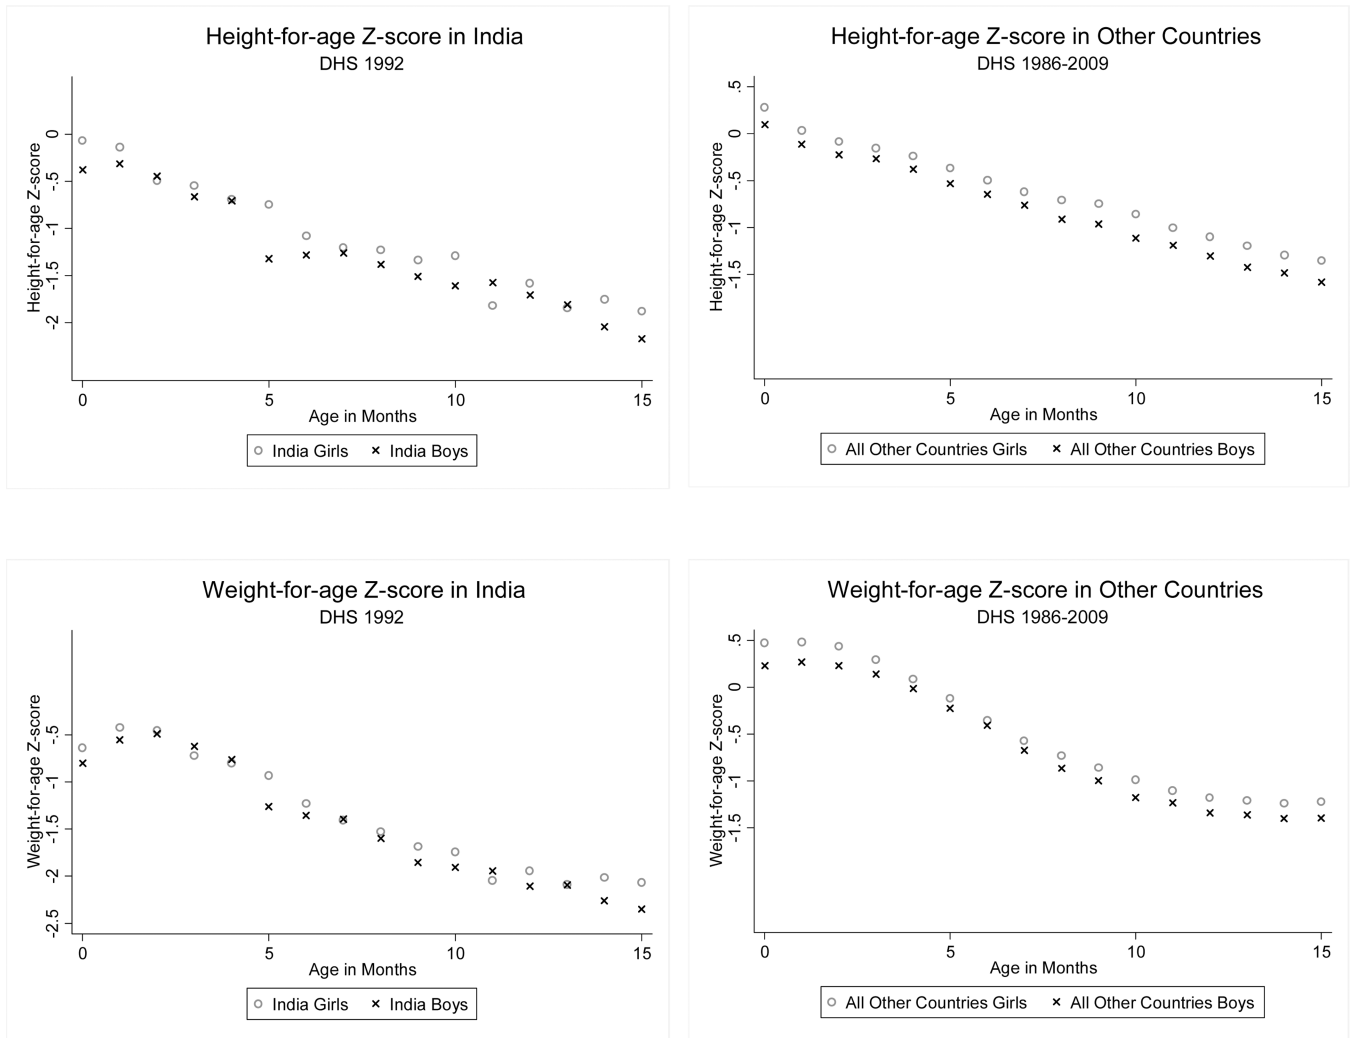 Height-for-age Z-score in India
DHS 1992
Height-for-age Z-score
0
-.5
-1
-1.5
-2
0 5 10 15
Age in Months
India Girls India Boys
Height-for-age Z-score in Other Countries
DHS 1986-2009
Height-for-age Z-score
.5
0
-.5
-1
-1.5
0 5 10 15
Age in Months
All Other Countries Girls All Other Countries Boys
Weight-for-age Z-score in India
DHS 1992
Weight-for-age Z-score
-.5
-1
-1.5
-2
-2.5
0 5 10 15
Age in Months
India Girls India Boys
Weight-for-age Z-score in Other Countries
DHS 1986-2009
Weight-for-age Z-score
.5
0
-.5
-1
-1.5
0 5 10 15
Age in Months
All Other Countries Girls All Other Countries Boys